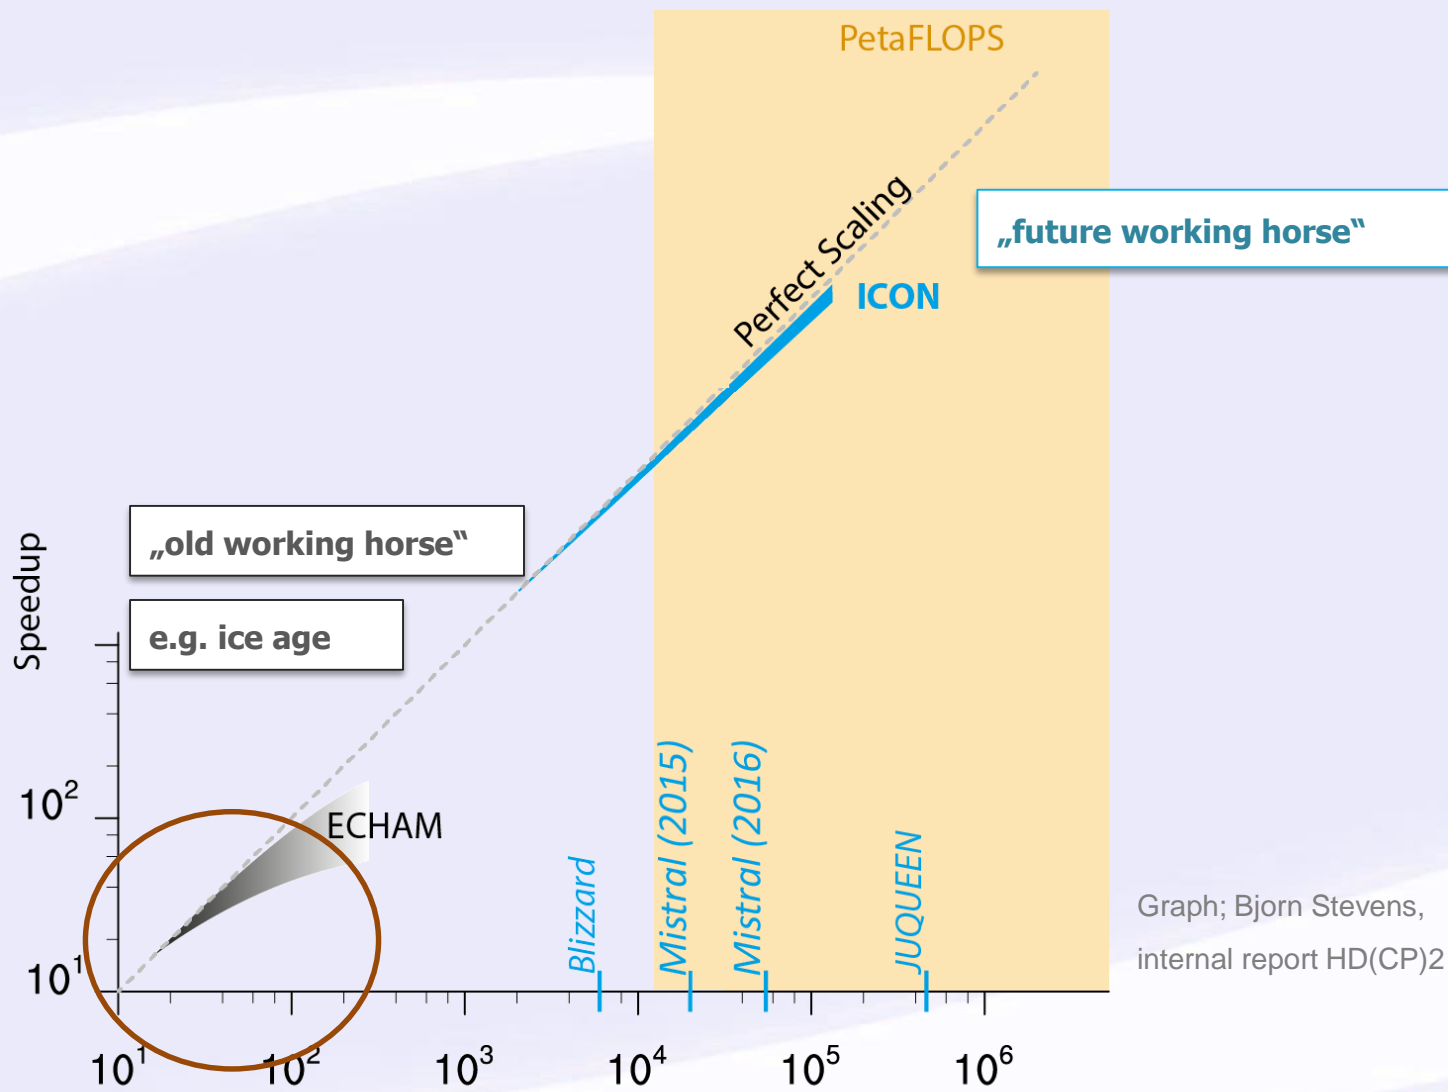 PetaFLOPS
Perfect Scaling
„future working horse“
ICON
„old working horse“
e.g. ice age
Speedup
10²
10¹
ECHAM
Blizzard
Mistral (2015)
Mistral (2016)
JUQUEEN
Graph; Bjorn Stevens,
internal report HD(CP)2
10¹ 10² 10³ 10⁴ 10⁵ 10⁶